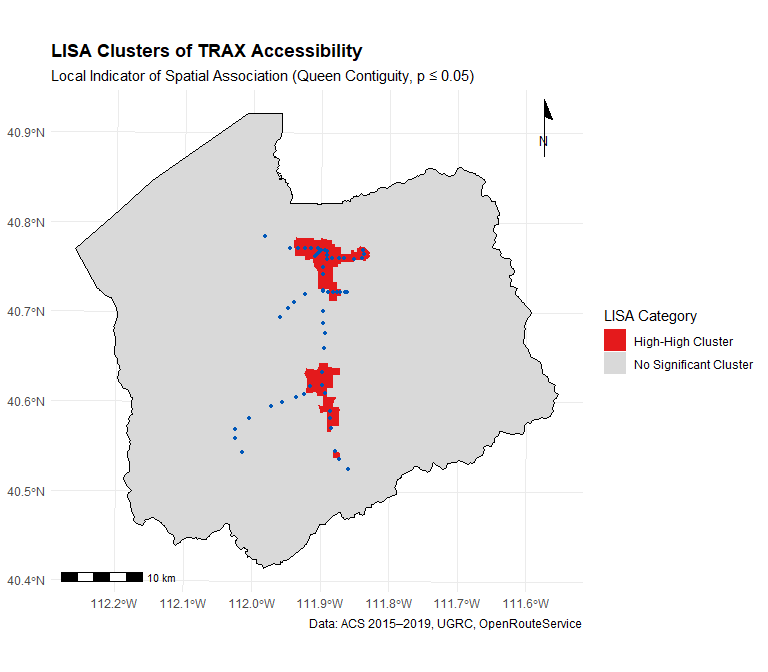 LISA Clusters of TRAX Accessibility
Local Indicator of Spatial Association (Queen Contiguity, p ≤ 0.05)
N
40.9°N
40.8°N
40.7°N
40.6°N
40.5°N
40.4°N
LISA Category
High-High Cluster
No Significant Cluster
10 km
112.2°W 112.1°W 112.0°W 111.9°W 111.8°W 111.7°W 111.6°W
Data: ACS 2015–2019, UGRC, OpenRouteService